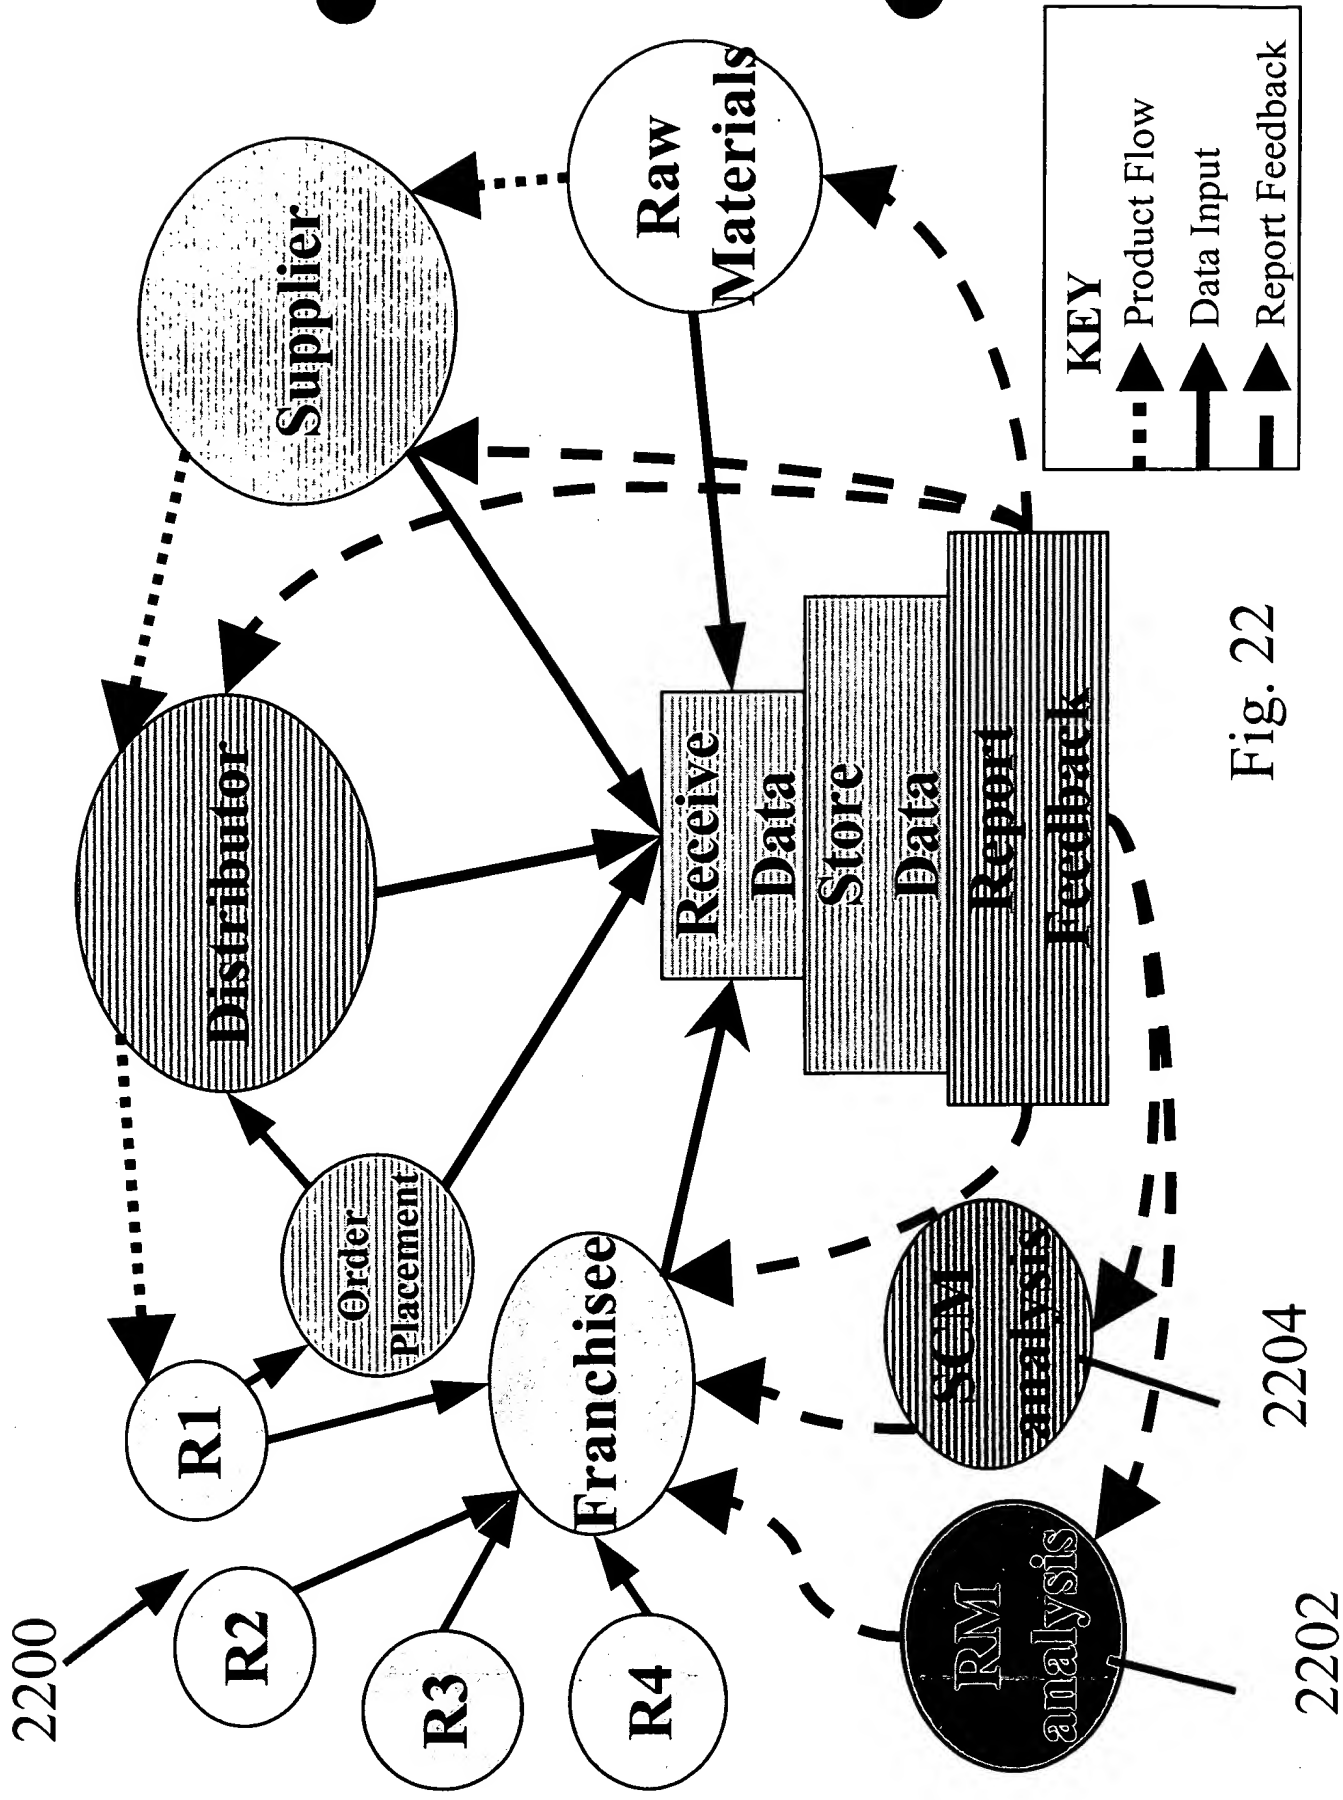 2200
R1
R2
R3
R4
Order
Placement
Distributor
Supplier
Raw
Materials
Franchisee
Receive
Data
Store
Data
Report
Feedback
SCM
analysis
RM
analysis
2202
2204
KEY
Product Flow
Data Input
Report Feedback
Fig. 22